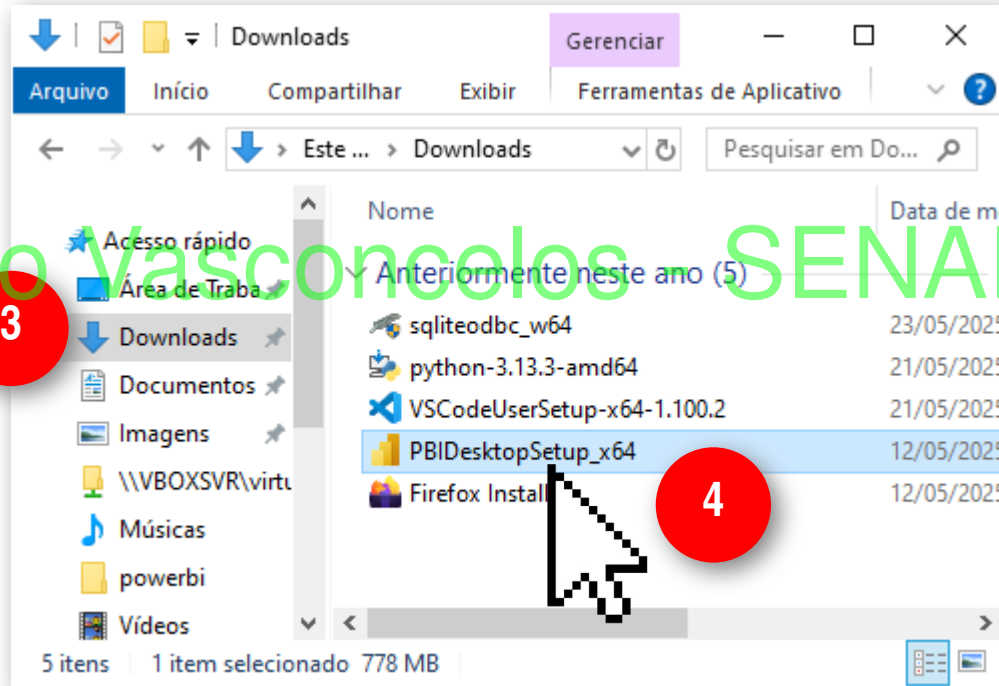 Downloads
Gerenciar
Arquivo Início Compartilhar Exibir Ferramentas de Aplicativo
Este ... Downloads
Pesquisar em Do...
Nome Data de m
Acesso rápido
o Vasconcelos - SENA
Anteriormente neste ano (5)
Área de Traba
3
Downloads
Documentos
Imagens
\\VBOXSVR\virtu
Músicas
powerbi
Vídeos
sqliteodbc_w64 23/05/2025
python-3.13.3-amd64 21/05/2025
VSCodeUserSetup-x64-1.100.2 21/05/2025
PBIDesktopSetup_x64 12/05/2025
Firefox Install 12/05/2025
4
5 itens 1 item selecionado 778 MB